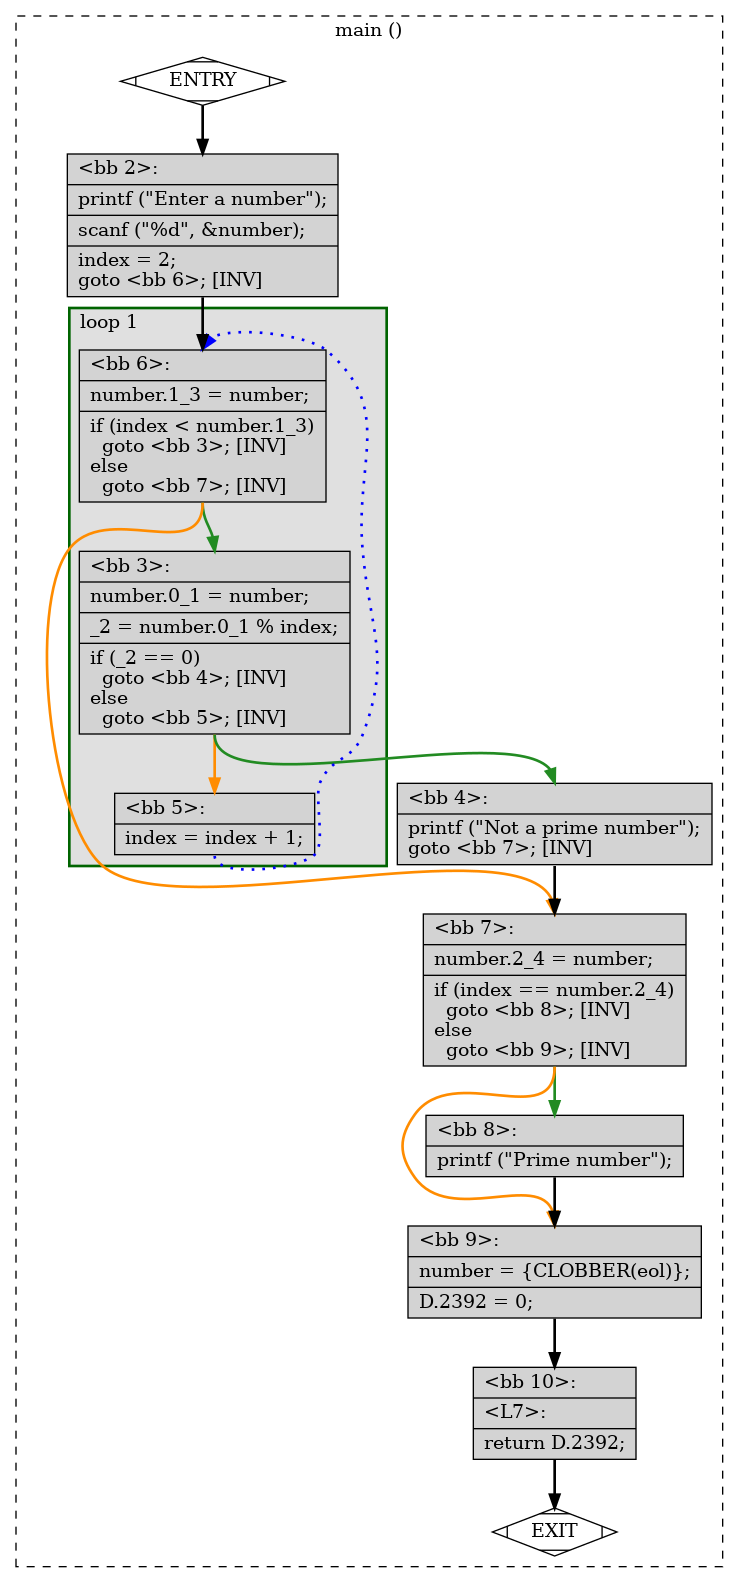 main ()
ENTRY
<bb 2>:
printf ("Enter a number");
scanf ("%d", &number);
index = 2;
goto <bb 6>; [INV]
loop 1
<bb 6>:
number.1_3 = number;
if (index < number.1_3)
goto <bb 3>; [INV]
else
goto <bb 7>; [INV]
<bb 3>:
number.0_1 = number;
_2 = number.0_1 % index;
if (_2 == 0)
goto <bb 4>; [INV]
else
goto <bb 5>; [INV]
<bb 5>:
index = index + 1;
<bb 4>:
printf ("Not a prime number");
goto <bb 7>; [INV]
<bb 7>:
number.2_4 = number;
if (index == number.2_4)
goto <bb 8>; [INV]
else
goto <bb 9>; [INV]
<bb 8>:
printf ("Prime number");
<bb 9>:
number = {CLOBBER(eol)};
D.2392 = 0;
<bb 10>:
<L7>:
return D.2392;
EXIT